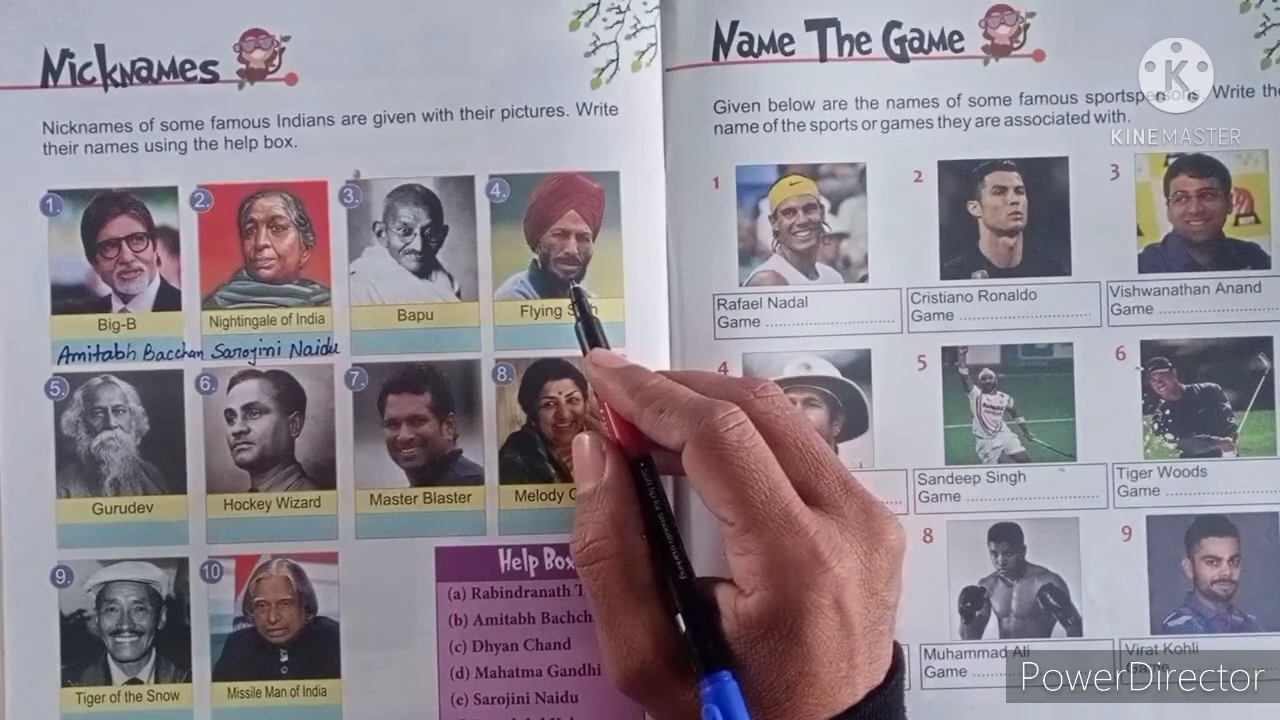 Nicknames
Nicknames of some famous Indians are given with their pictures. Write
their names using the help box.
1.
2.
3.
4.
Big-B
Nightingale of India
Bapu
Flying
Amitabh Bacchan Sarojini Naidu
5.
6.
7.
8.
Gurudev
Hockey Wizard
Master Blaster
Melody
9.
10
Tiger of the Snow
Missile Man of India
Help Box
(a) Rabindranath
(b) Amitabh
(c) Dhyan Chand
(d) Mahatma Gandhi
(e) Sarojini Naidu
Name The Game
Given below are the names of some famous Write the
name of the sports or games they are associated with.
1
2
3
Rafael Nadal
Game
Cristiano Ronaldo
Game
Vishwanathan Anand
Game
4
5
6
Sandeep Singh
Game
Tiger Woods
Game
8
9
Muhammad Ali
Game
Virat Kohli
K
KINEMASTER
PowerDirector